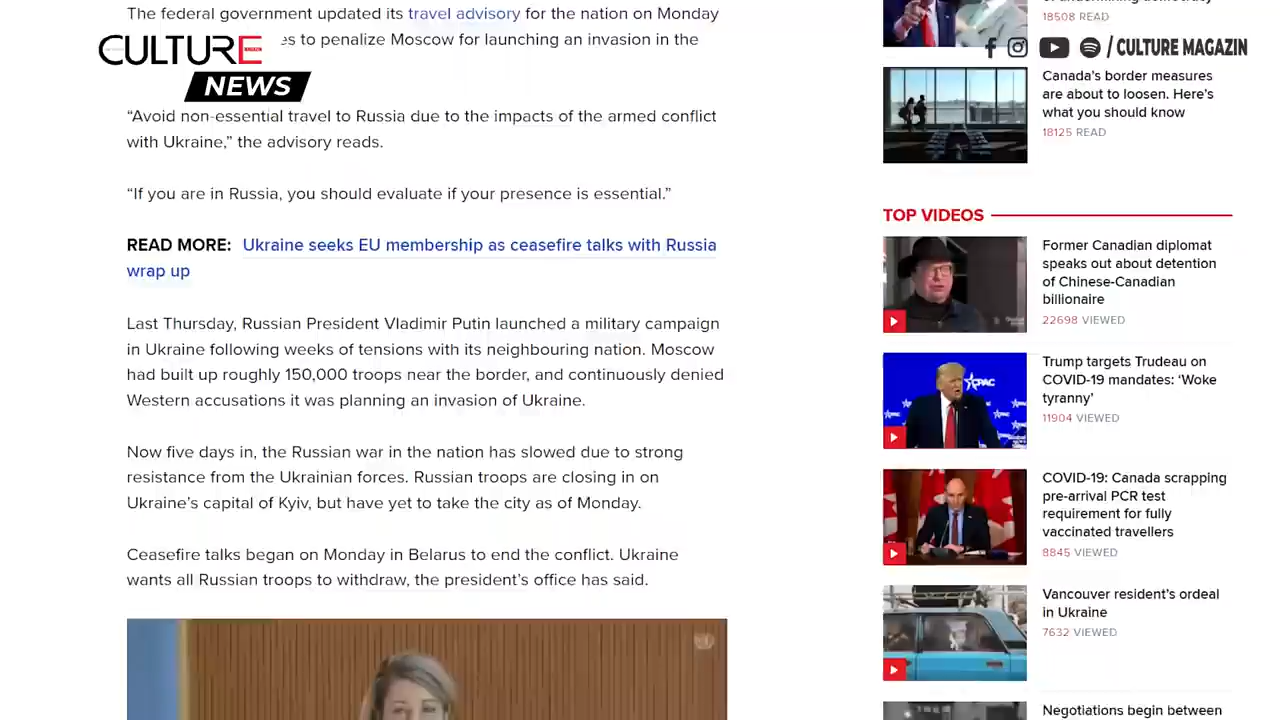 The federal government updated its travel advisory for the nation on Monday
es to penalize Moscow for launching an invasion in the
CULTURE
NEWS
“Avoid non-essential travel to Russia due to the impacts of the armed conflict
with Ukraine,” the advisory reads.
“If you are in Russia, you should evaluate if your presence is essential.”
READ MORE: Ukraine seeks EU membership as ceasefire talks with Russia
wrap up
Last Thursday, Russian President Vladimir Putin launched a military campaign
in Ukraine following weeks of tensions with its neighbouring nation. Moscow
had built up roughly 150,000 troops near the border, and continuously denied
Western accusations it was planning an invasion of Ukraine.
Now five days in, the Russian war in the nation has slowed due to strong
resistance from the Ukrainian forces. Russian troops are closing in on
Ukraine’s capital of Kyiv, but have yet to take the city as of Monday.
Ceasefire talks began on Monday in Belarus to end the conflict. Ukraine
wants all Russian troops to withdraw, the president’s office has said.
18508 READ
/ CULTURE MAGAZIN
Canada’s border measures
are about to loosen. Here’s
what you should know
18125 READ
TOP VIDEOS
Former Canadian diplomat
speaks out about detention
of Chinese-Canadian
billionaire
22698 VIEWED
CPAC
Trump targets Trudeau on
COVID-19 mandates: ‘Woke
tyranny’
11904 VIEWED
COVID-19: Canada scrapping
pre-arrival PCR test
requirement for fully
vaccinated travellers
8845 VIEWED
Vancouver resident’s ordeal
in Ukraine
7632 VIEWED
Negotiations begin between